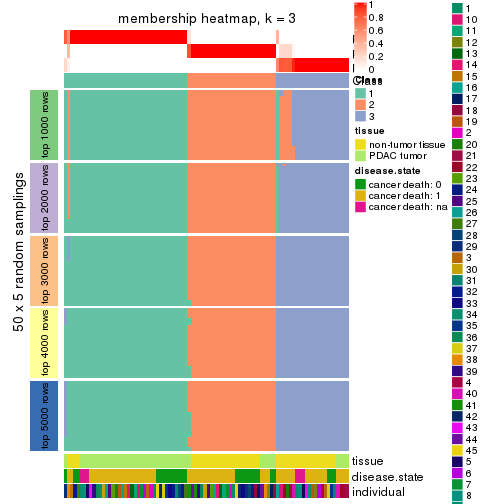 membership heatmap, k = 3
Class
1
0.8
0.6
0.4
0.2
0
Class
1
2
3
tissue
non-tumor tissue
PDAC tumor
disease.state
cancer death: 0
cancer death: 1
cancer death: na
50 x 5 random samplings
top 1000 rows
top 2000 rows
top 3000 rows
top 4000 rows
top 5000 rows
tissue
disease.state
individual
1
10
11
12
13
14
15
16
17
18
19
2
20
21
22
23
24
25
26
27
28
29
3
30
31
32
33
34
35
36
37
38
39
4
40
41
42
43
44
45
5
6
7
8